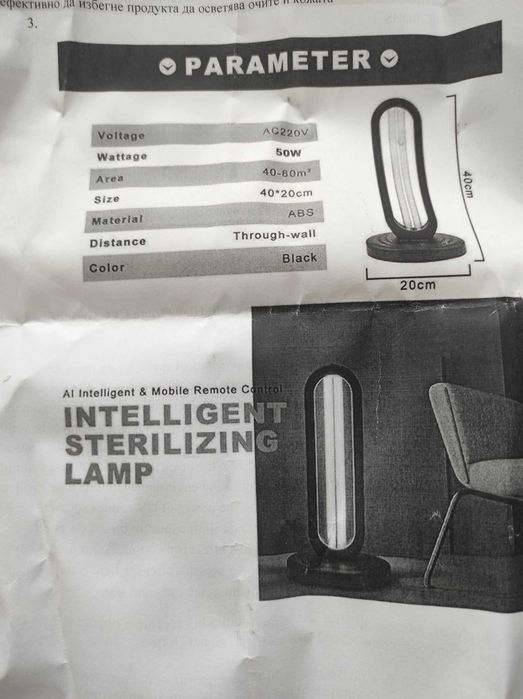 да избегне продукта да осветява очите и кожата
3.
PARAMETER
Voltage AC220V
Wattage 50W
Area 40-80m²
Size 40*20cm
Material ABS
Distance Through-wall
Color Black
40cm
20cm
AI Intelligent & Mobile Remote Control
INTELLIGENT
STERILIZING
LAMP